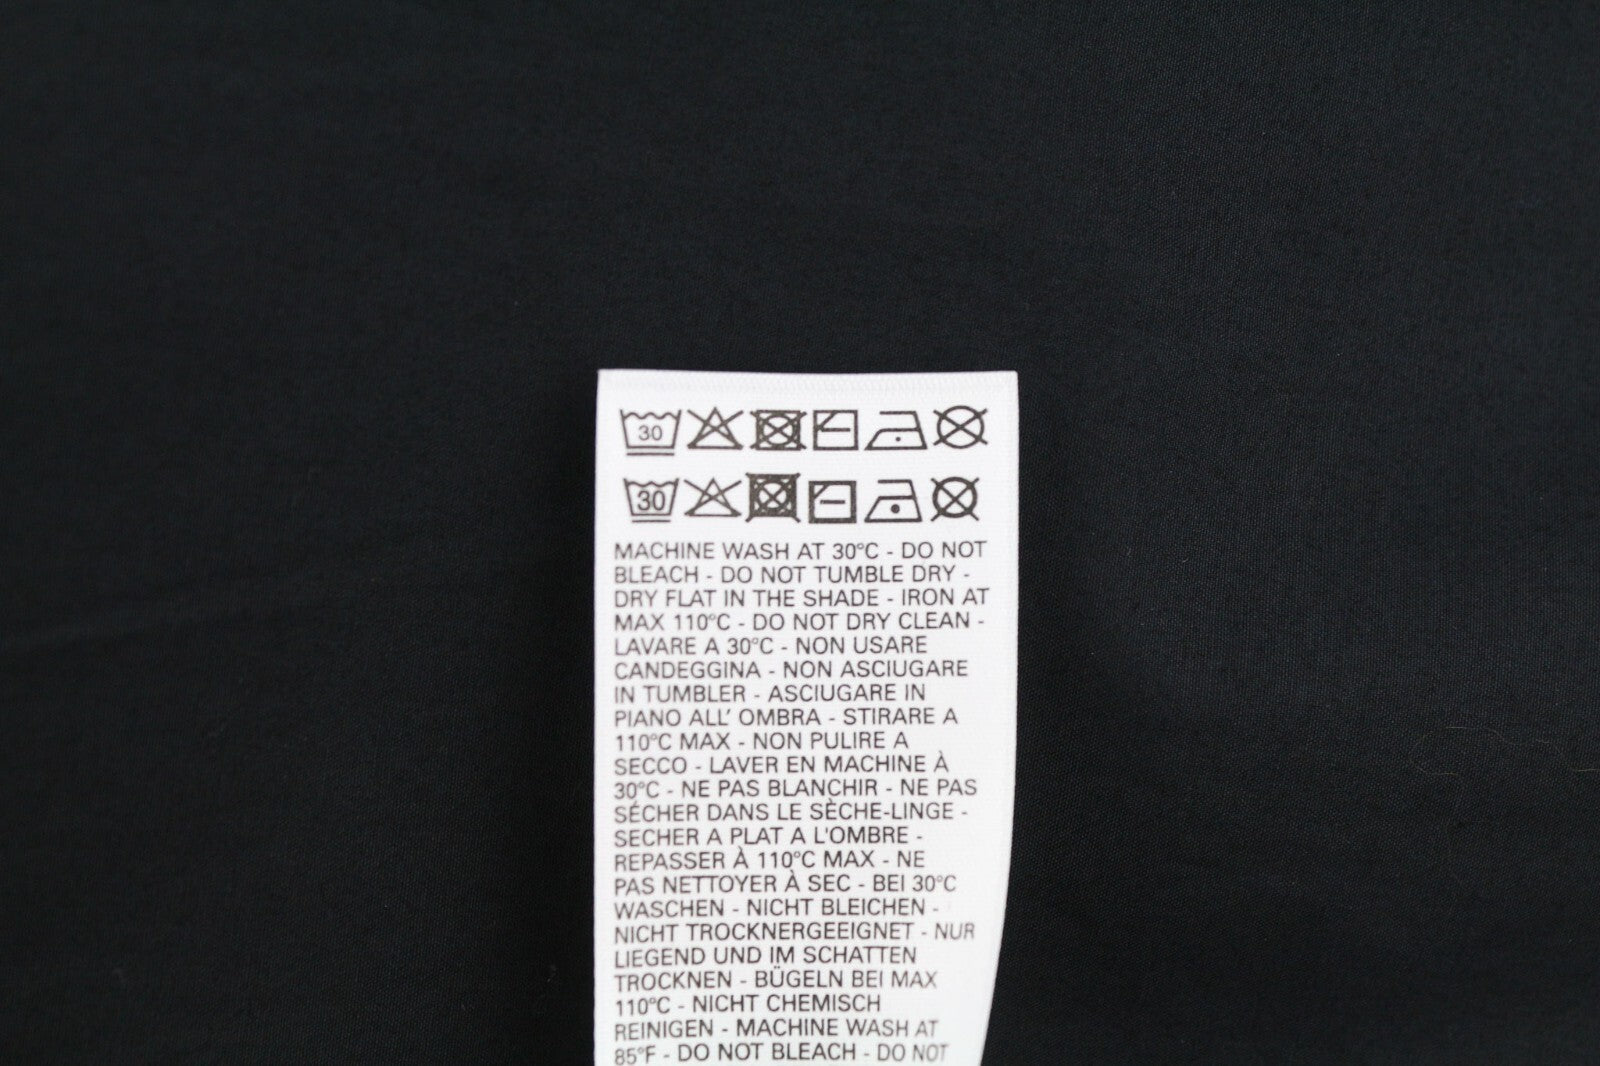 30
30
MACHINE WASH AT 30°C - DO NOT
BLEACH - DO NOT TUMBLE DRY -
DRY FLAT IN THE SHADE - IRON AT
MAX 110°C - DO NOT DRY CLEAN -
LAVARE A 30°C - NON USARE
CANDEGGINA - NON ASCIUGARE
IN TUMBLER - ASCIUGARE IN
PIANO ALL' OMBRA - STIRARE A
110°C MAX - NON PULIRE A
SECCO - LAVER EN MACHINE À
30°C - NE PAS BLANCHIR - NE PAS
SÉCHER DANS LE SÈCHE-LINGE -
SECHER A PLAT A L'OMBRE -
REPASSER À 110°C MAX - NE
PAS NETTOYER À SEC - BEI 30°C
WASCHEN - NICHT BLEICHEN -
NICHT TROCKNERGEEIGNET - NUR
LIEGEND UND IM SCHATTEN
TROCKNEN - BÜGELN BEI MAX
110°C - NICHT CHEMISCH
REINIGEN - MACHINE WASH AT
85°F - DO NOT BLEACH - DO NOT